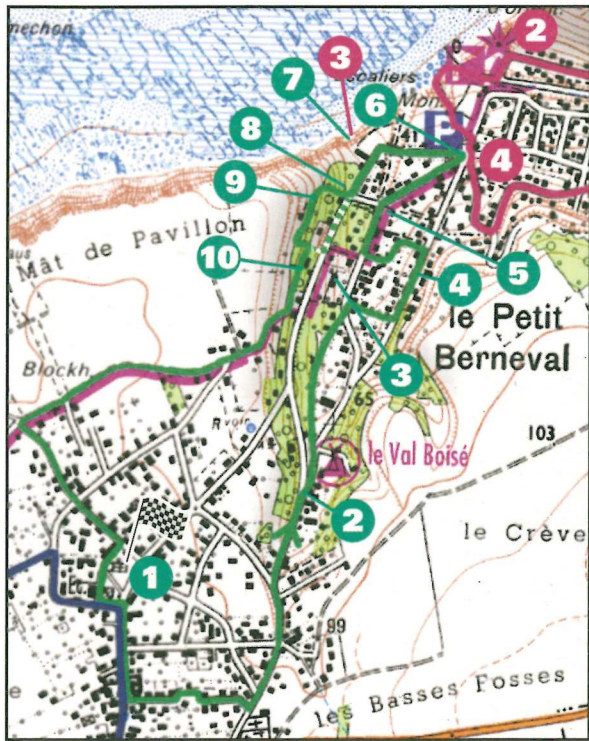 2
3
7
6
Mon
P
8
4
9
Mât de Pavillon
10
5
4
le Petit
Berneval
3
Blockh.
65
103
le Val Boisé
2
le Crève
1
99
les Basses Fosses